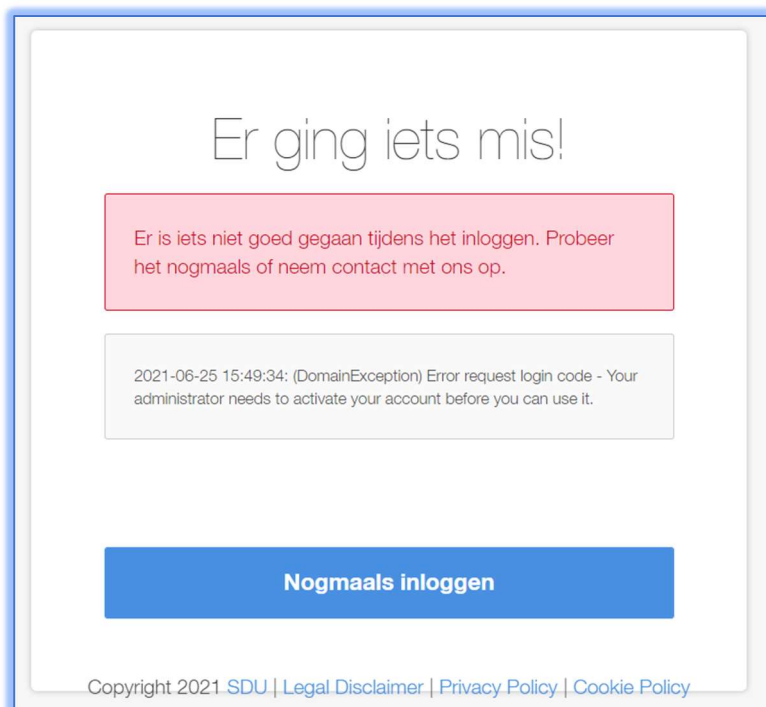 Er ging iets mis!
Er is iets niet goed gegaan tijdens het inloggen. Probeer
het nogmaals of neem contact met ons op.
2021-06-25 15:49:34: (DomainException) Error request login code - Your
administrator needs to activate your account before you can use it.
Nogmaals inloggen
Copyright 2021 SDU | Legal Disclaimer | Privacy Policy | Cookie Policy